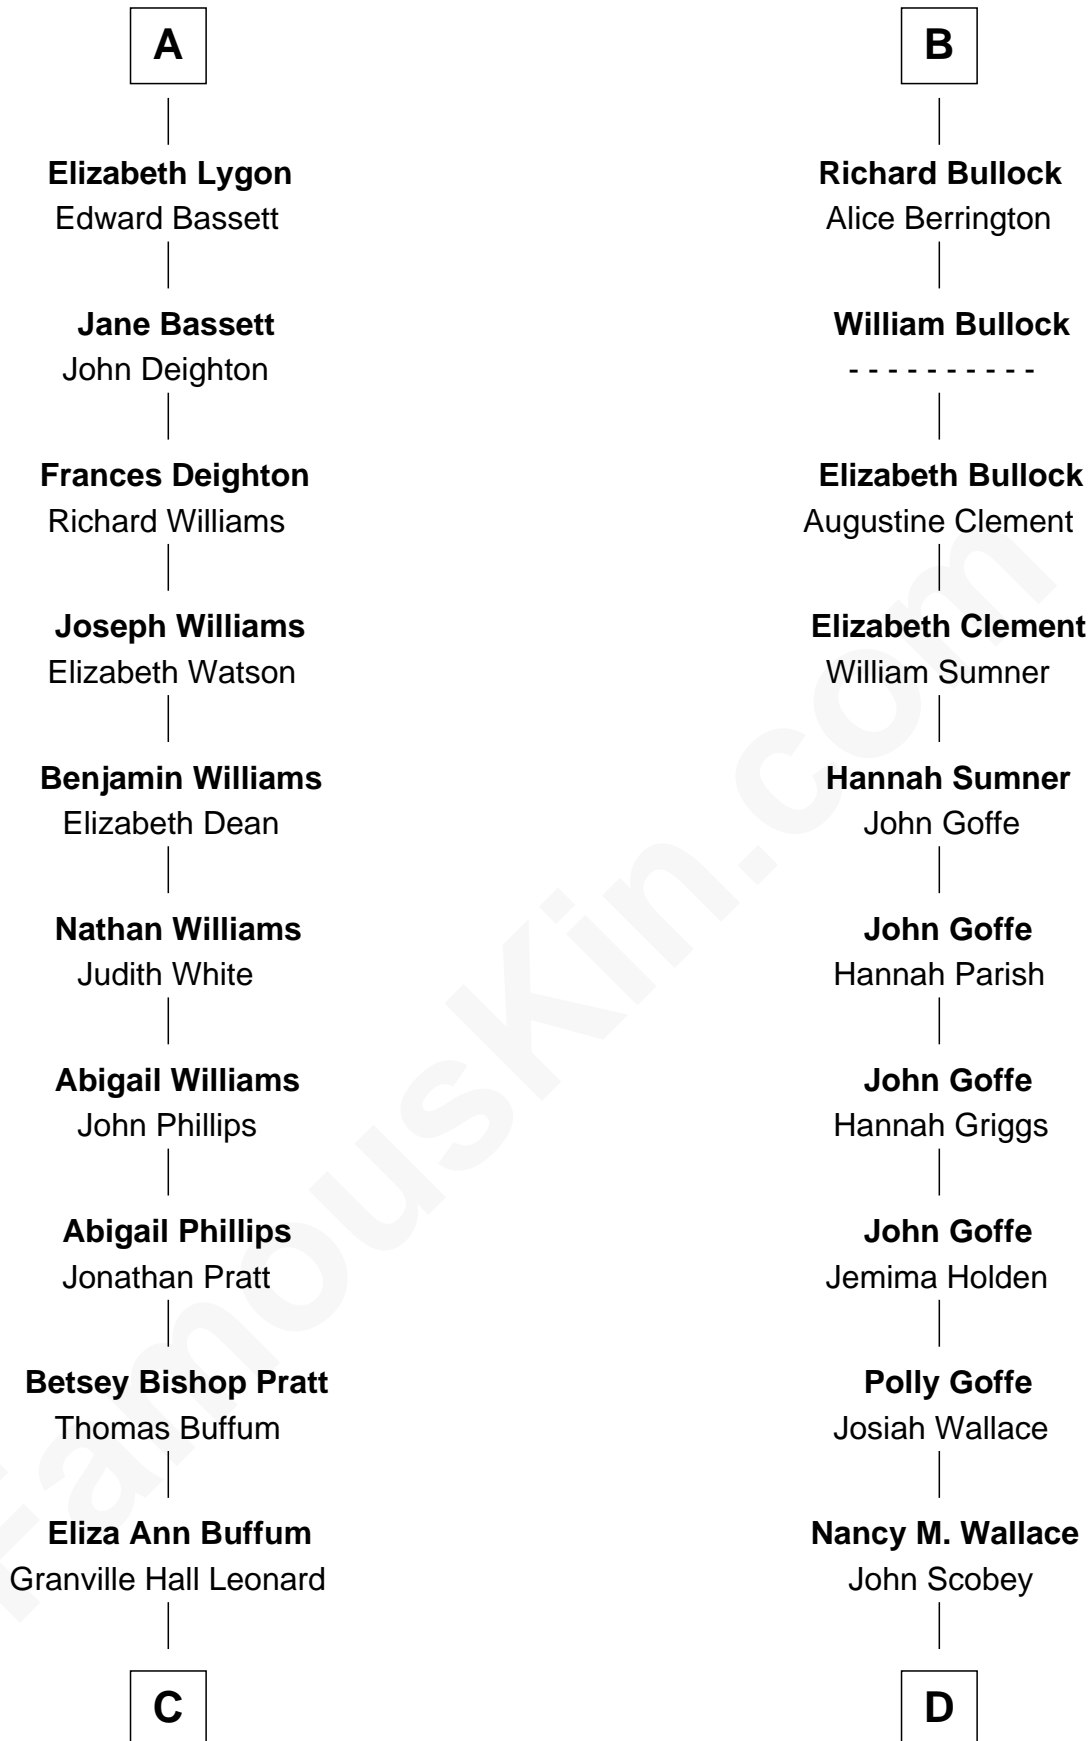 A
Elizabeth Lygon
Edward Bassett
Jane Bassett
John Deighton
Frances Deighton
Richard Williams
Joseph Williams
Elizabeth Watson
Benjamin Williams
Elizabeth Dean
Nathan Williams
Judith White
Abigail Williams
John Phillips
Abigail Phillips
Jonathan Pratt
Betsey Bishop Pratt
Thomas Buffum
Eliza Ann Buffum
Granville Hall Leonard
C
B
Richard Bullock
Alice Berrington
William Bullock
- - - - - - - - - -
Elizabeth Bullock
Augustine Clement
Elizabeth Clement
William Sumner
Hannah Sumner
John Goffe
John Goffe
Hannah Parish
John Goffe
Hannah Griggs
John Goffe
Jemima Holden
Polly Goffe
Josiah Wallace
Nancy M. Wallace
John Scobey
D
FamousKin.com